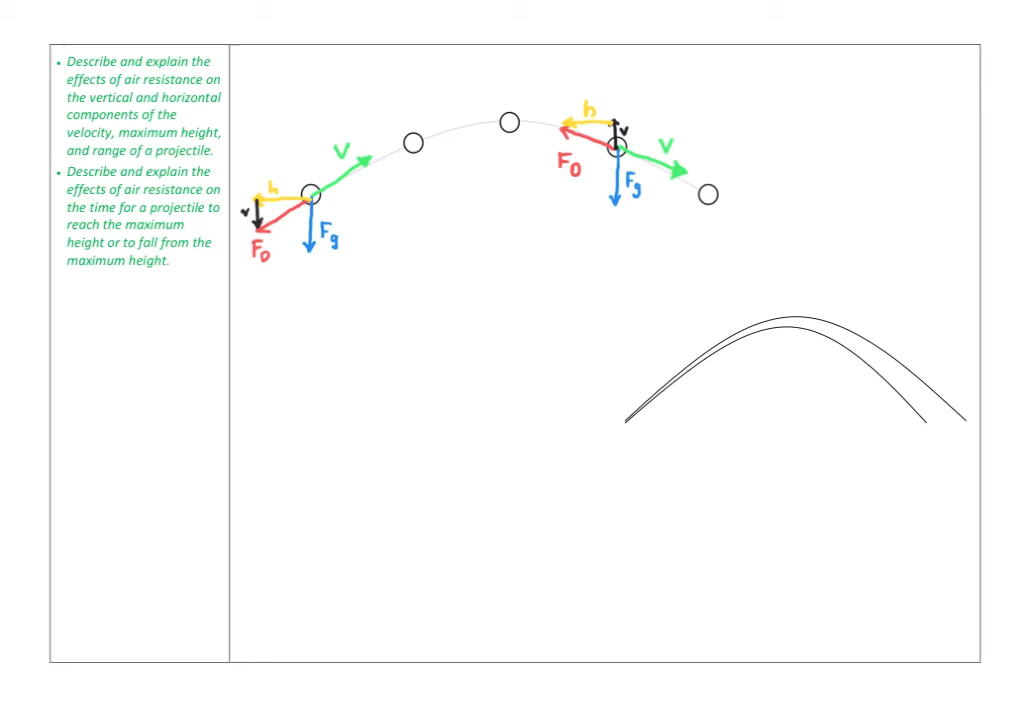 • Describe and explain the
effects of air resistance on
the vertical and horizontal
components of the
velocity, maximum height,
and range of a projectile.
• Describe and explain the
effects of air resistance on
the time for a projectile to
reach the maximum
height or to fall from the
maximum height.
h
v
V
FD
Fg
h
v
V
FD
Fg